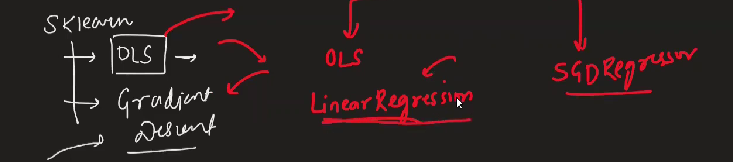 Sklearn
OLS
Gradient
Descent
OLS
LinearRegression
SGDRegressor